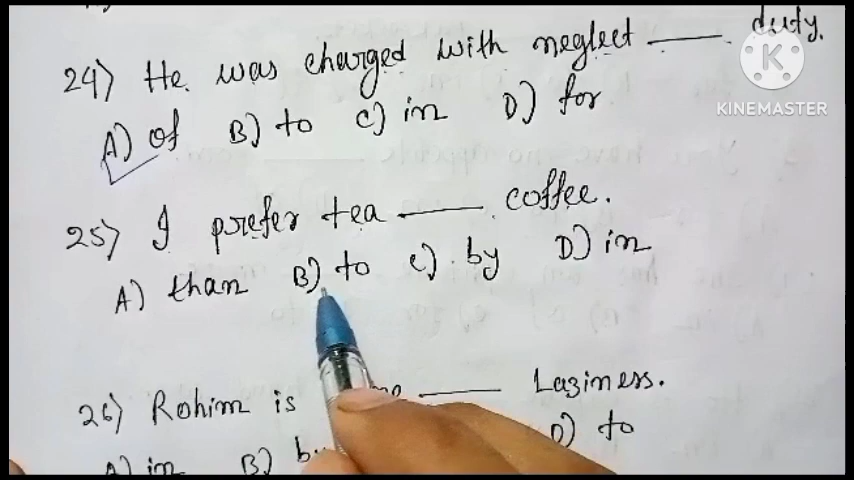 24) He was charged with neglect ___ duty.
A) of B) to C) in D) for
25) I prefer tea ___ coffee.
A) than B) to C) by D) in
26) Rohim is ___ Laziness.
A) in B) D) to
K
KINEMASTER